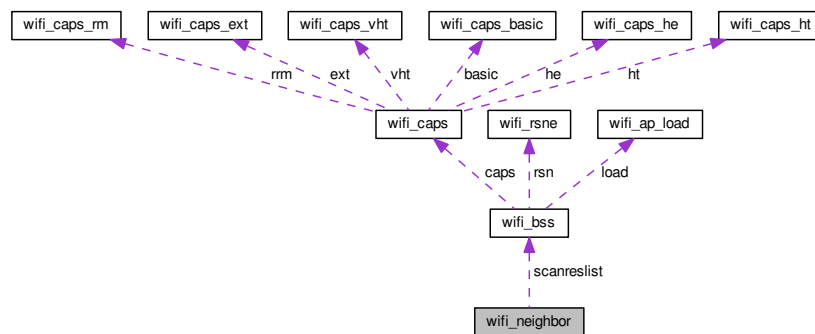 wifi_caps_rm wifi_caps_ext wifi_caps_vht wifi_caps_basic wifi_caps_he wifi_caps_ht
rrm ext vht basic he ht
wifi_caps wifi_rsne wifi_ap_load
caps rsn load
wifi_bss
scanreslist
wifi_neighbor